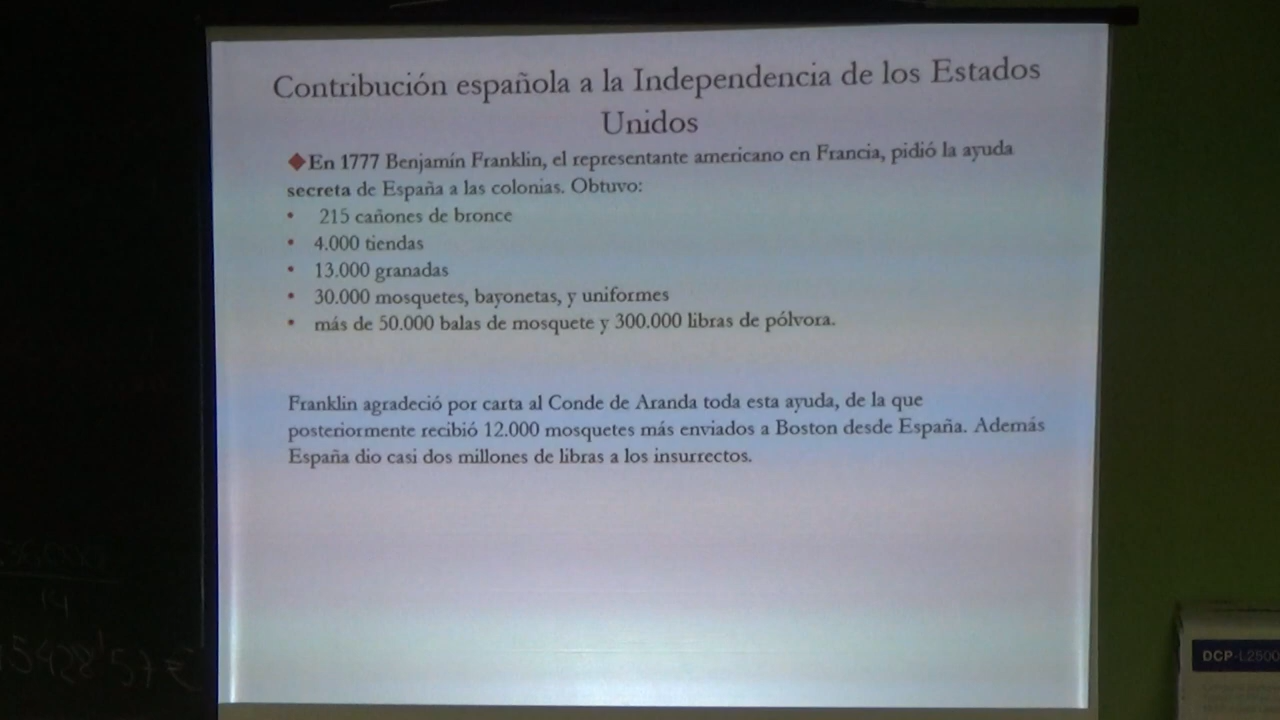 Contribución española a la Independencia de los Estados
Unidos
En 1777 Benjamín Franklin, el representante americano en Francia, pidió la ayuda
secreta de España a las colonias. Obtuvo:
• 215 cañones de bronce
• 4.000 tiendas
• 13.000 granadas
• 30.000 mosquetes, bayonetas, y uniformes
• más de 50.000 balas de mosquete y 300.000 libras de pólvora.
Franklin agradeció por carta al Conde de Aranda toda esta ayuda, de la que
posteriormente recibió 12.000 mosquetes más enviados a Boston desde España. Además
España dio casi dos millones de libras a los insurrectos.
14
5428'57 €
DCP-L2500